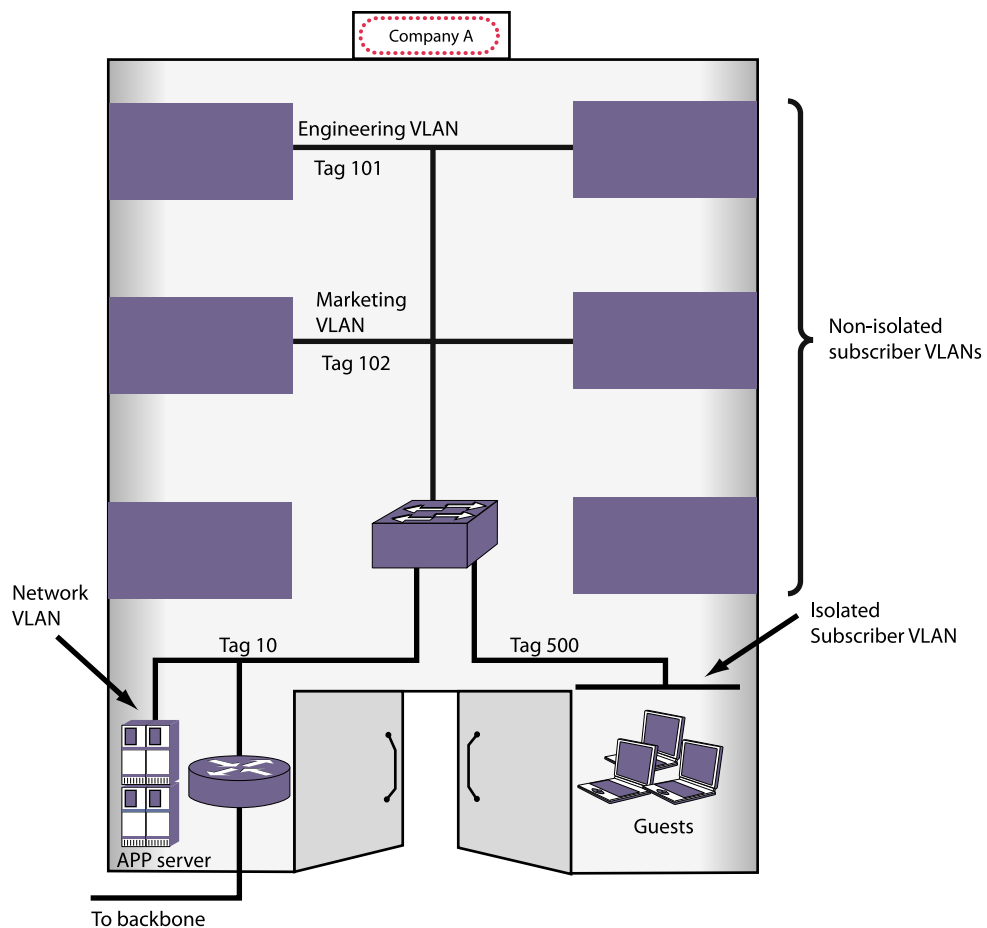 Company A
Engineering VLAN
Tag 101
Marketing
VLAN
Tag 102
Non-isolated
subscriber VLANs
Network
VLAN
Isolated
Subscriber VLAN
Tag 10
Tag 500
Guests
APP server
To backbone